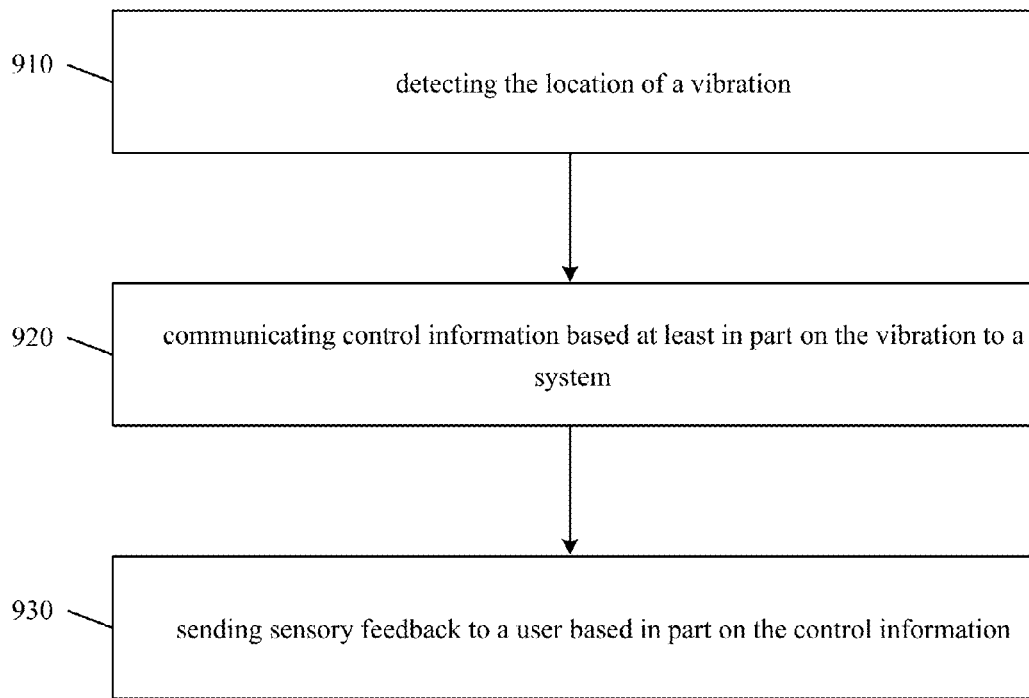 910
detecting the location of a vibration
920
communicating control information based at least in part on the vibration to a
system
930
sending sensory feedback to a user based in part on the control information